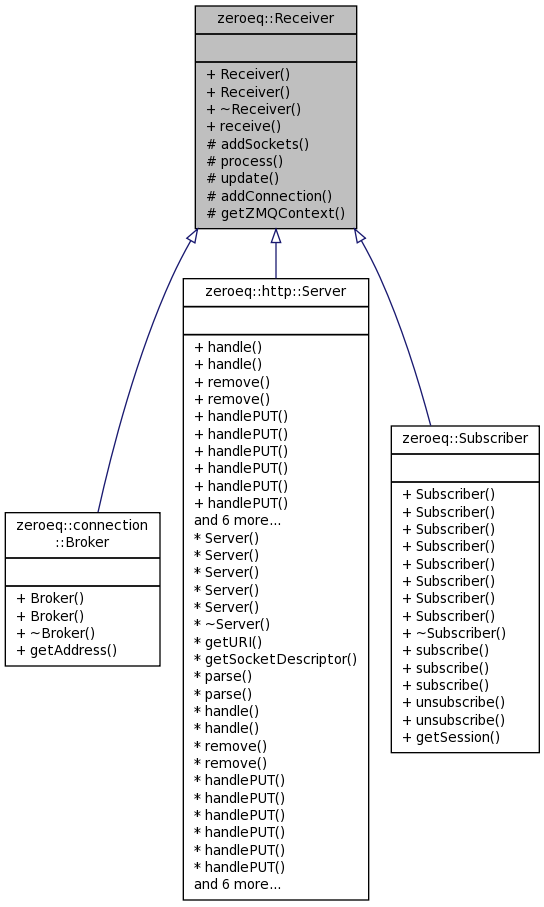 zeroeq::Receiver
+ Receiver()
+ Receiver()
+ ~Receiver()
+ receive()
# addSockets()
# process()
# update()
# addConnection()
# getZMQContext()
zeroeq::http::Server
+ handle()
+ handle()
+ remove()
+ remove()
+ handlePUT()
+ handlePUT()
+ handlePUT()
+ handlePUT()
+ handlePUT()
+ handlePUT()
and 6 more...
* Server()
* Server()
* Server()
* Server()
* Server()
* ~Server()
* getURI()
* getSocketDescriptor()
* parse()
* parse()
* handle()
* handle()
* remove()
* remove()
* handlePUT()
* handlePUT()
* handlePUT()
* handlePUT()
* handlePUT()
* handlePUT()
and 6 more...
zeroeq::Subscriber
+ Subscriber()
+ Subscriber()
+ Subscriber()
+ Subscriber()
+ Subscriber()
+ Subscriber()
+ Subscriber()
+ Subscriber()
+ ~Subscriber()
+ subscribe()
+ subscribe()
+ subscribe()
+ unsubscribe()
+ unsubscribe()
+ getSession()
zeroeq::connection
::Broker
+ Broker()
+ Broker()
+ ~Broker()
+ getAddress()